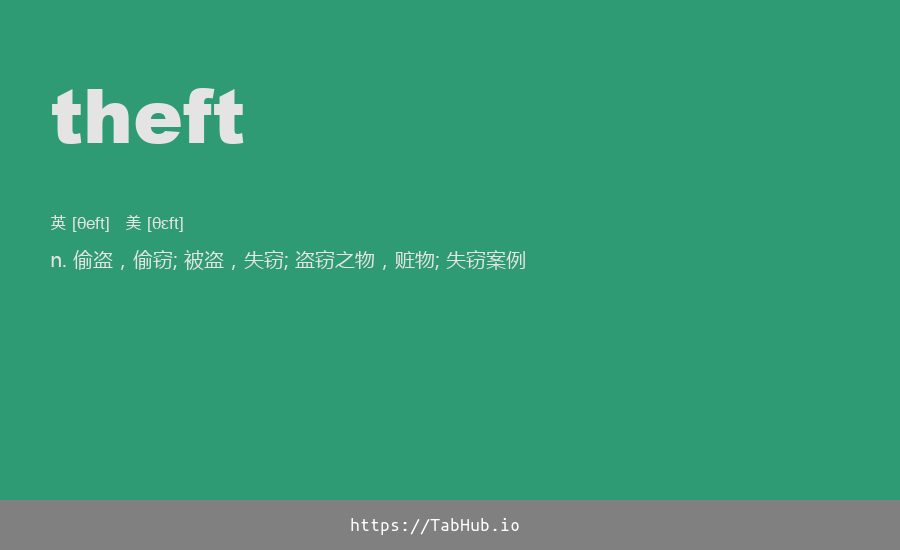 theft
英 [θeft] 美 [θɛft]
n. 偷盗，偷窃; 被盗，失窃; 盗窃之物，赃物; 失窃案例
https://TabHub.io